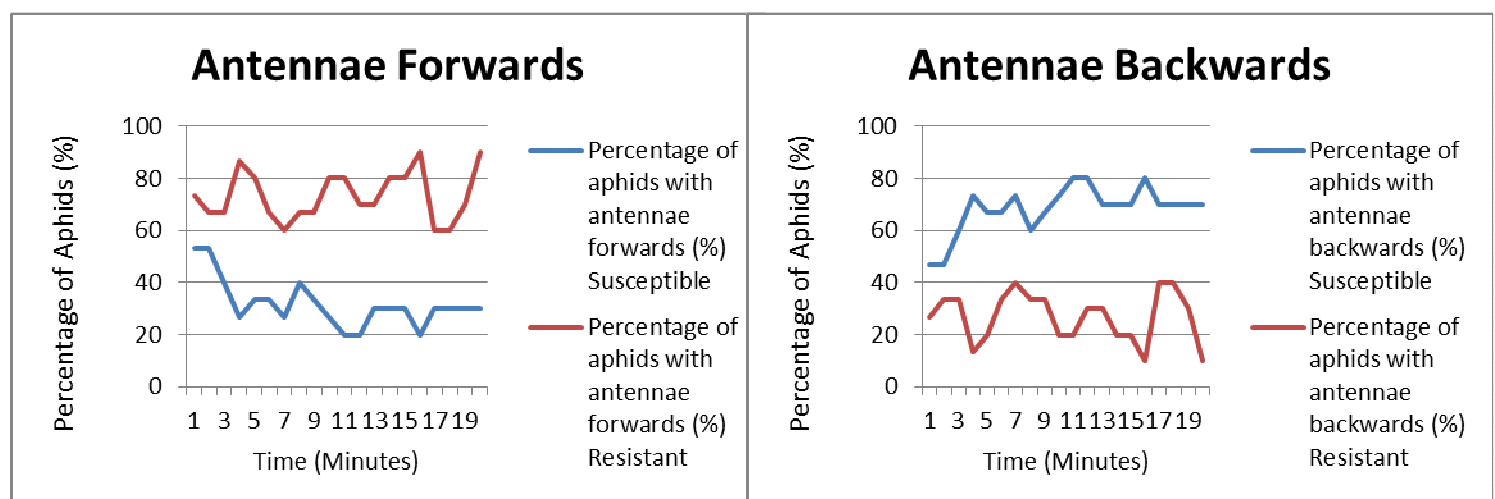 Antennae Forwards
Percentage of Aphids (%)
100
80
60
40
20
0
1 3 5 7 9 11 13 15 17 19
Time (Minutes)
Percentage of
aphids with
antennae
forwards (%)
Susceptible
Percentage of
aphids with
antennae
forwards (%)
Resistant
Antennae Backwards
Percentage of Aphids (%)
100
80
60
40
20
0
1 3 5 7 9 11 13 15 17 19
Time (Minutes)
Percentage of
aphids with
antennae
backwards (%)
Susceptible
Percentage of
aphids with
antennae
backwards (%)
Resistant